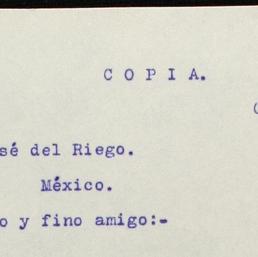 C O P I A.
sé del Riego.
México.
o y fino amigo:-